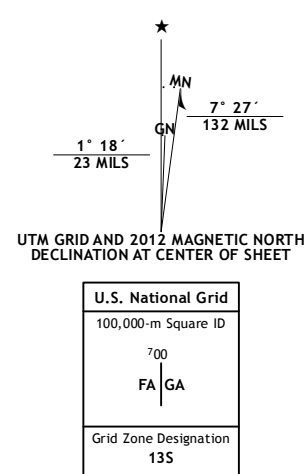 ★
MN
7° 27´
132 MILS
GN
1° 18´
23 MILS
UTM GRID AND 2012 MAGNETIC NORTH
DECLINATION AT CENTER OF SHEET
U.S. National Grid
100,000-m Square ID
700
FA GA
Grid Zone Designation
13S